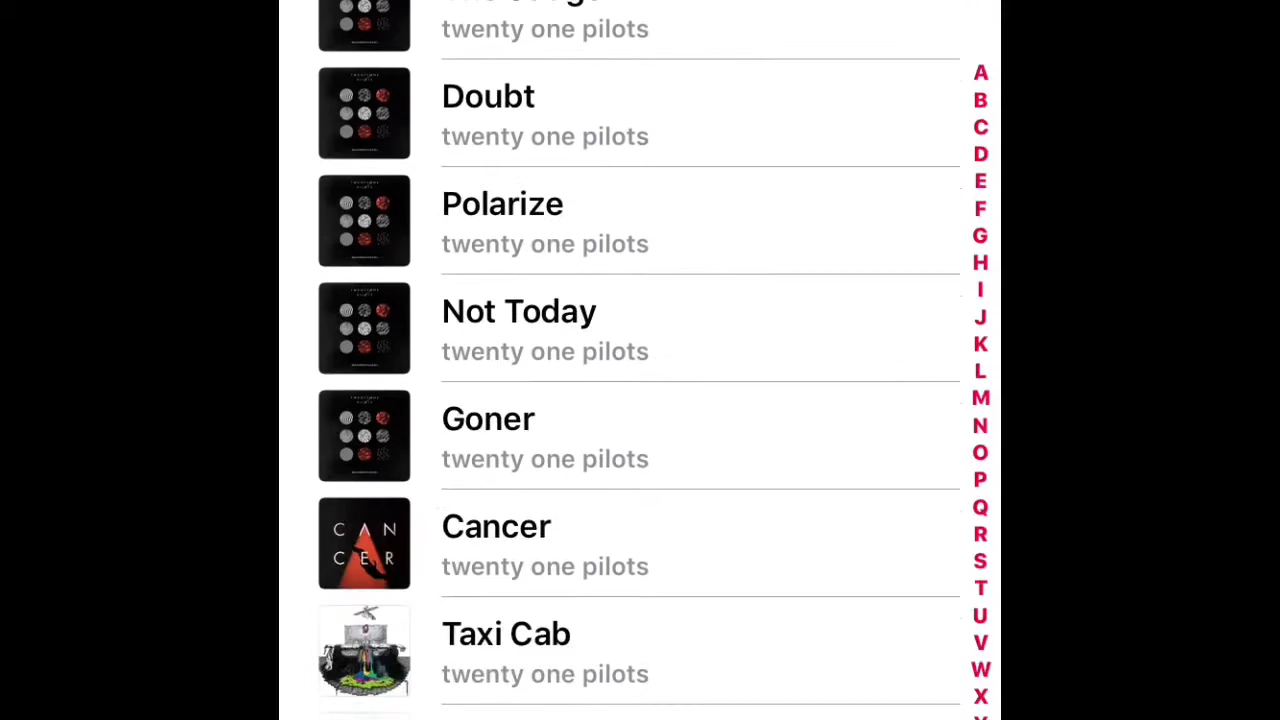 twenty one pilots
Doubt
twenty one pilots
Polarize
twenty one pilots
Not Today
twenty one pilots
Goner
twenty one pilots
CAN
CER
Cancer
twenty one pilots
Taxi Cab
twenty one pilots
A
B
C
D
E
F
G
H
I
J
K
L
M
N
O
P
Q
R
S
T
U
V
W
X